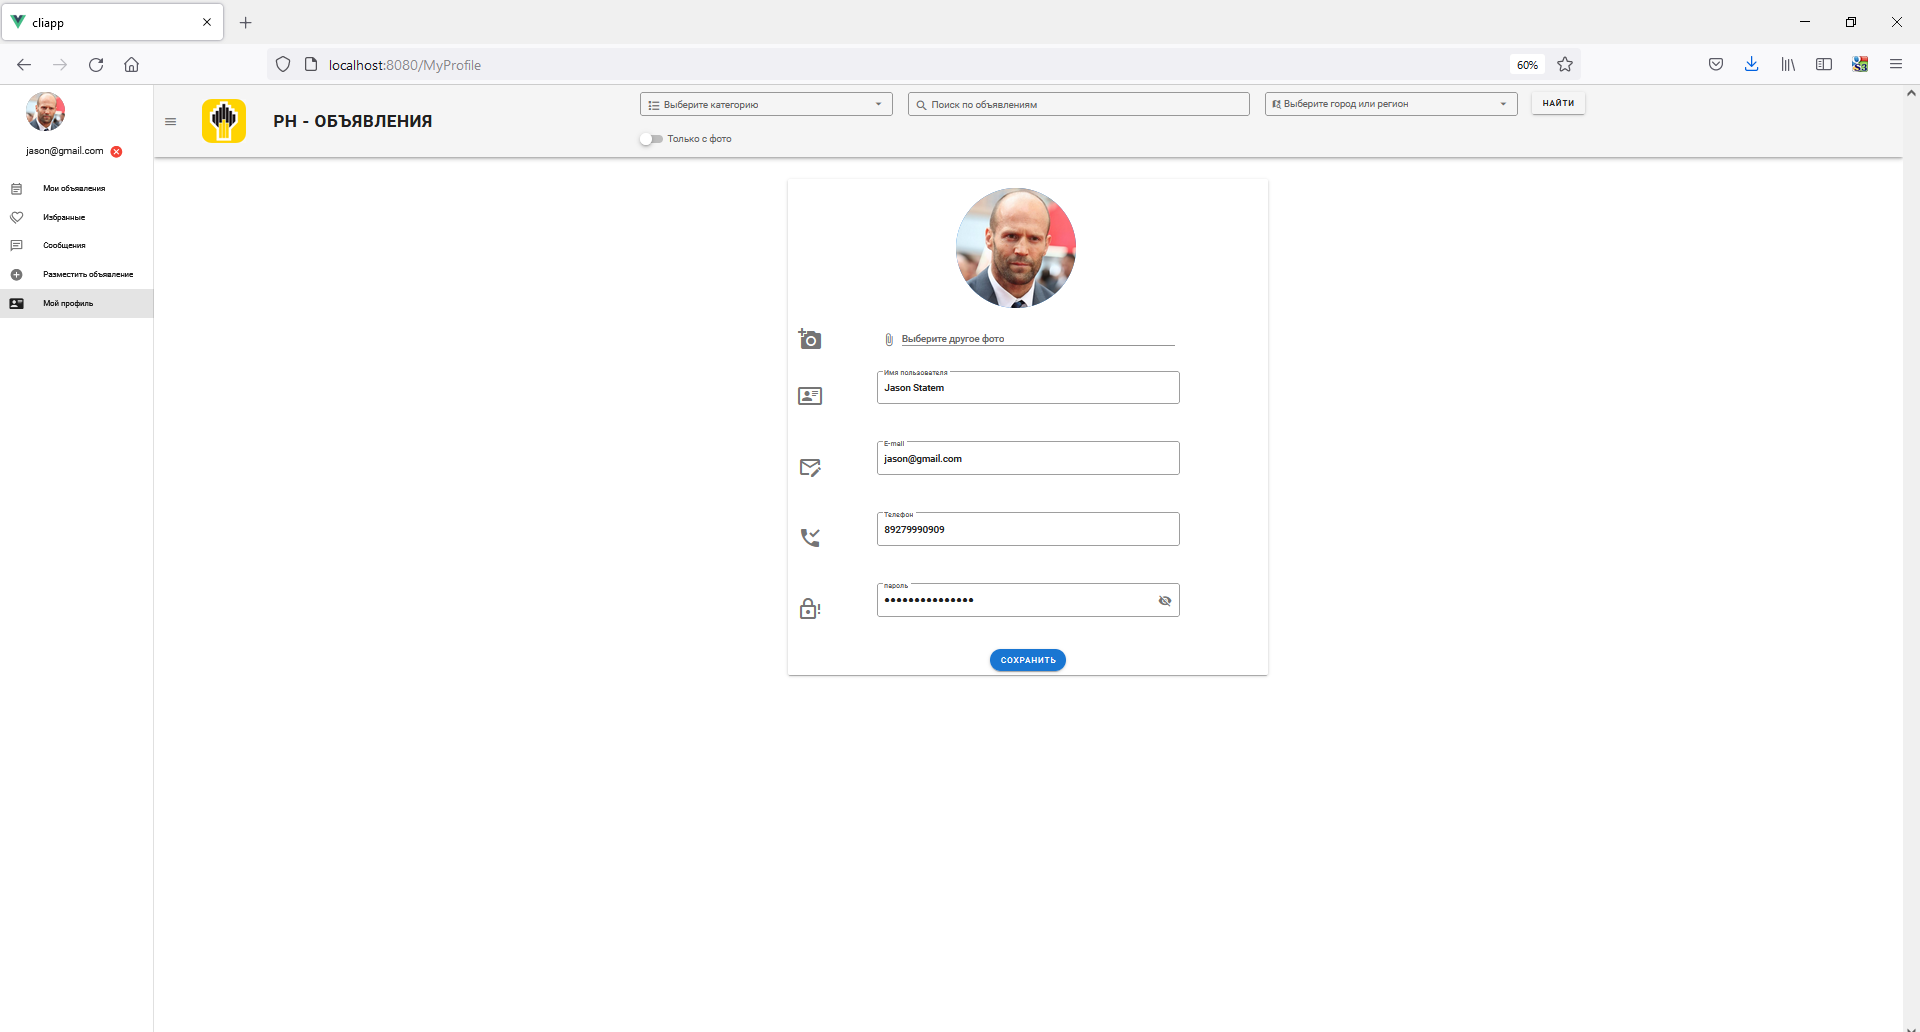 cliapp
localhost:8080/MyProfile
60%
jason@gmail.com
Мои объявления
Избранные
Сообщения
Разместить объявление
Мой профиль
РН - ОБЪЯВЛЕНИЯ
Выберите категорию
Поиск по объявлениям
Выберите город или регион
НАЙТИ
Только с фото
Выберите другое фото
Имя пользователя
Jason Statem
E-mail
jason@gmail.com
Телефон
89279990909
пароль
•••••••••••••••
СОХРАНИТЬ